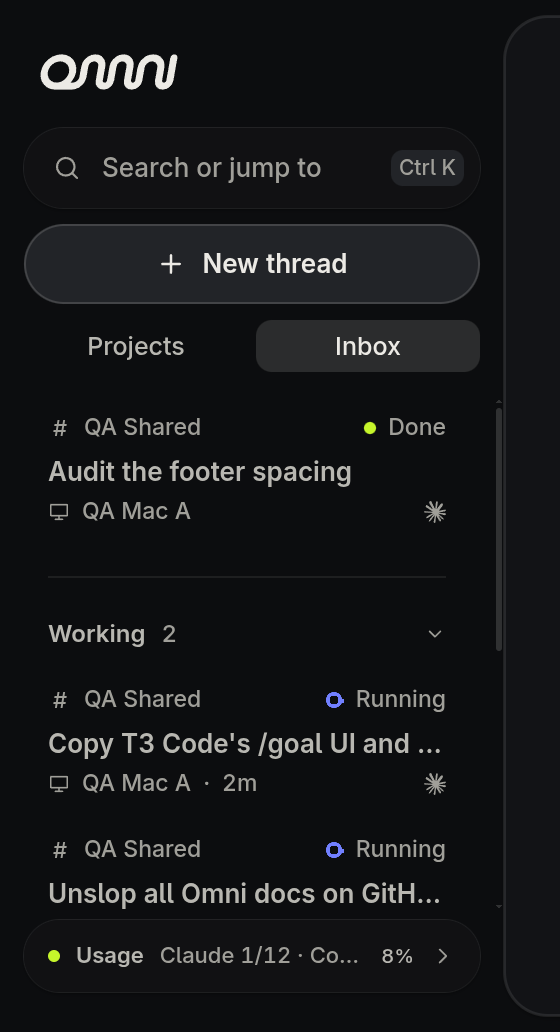 omni
Search or jump to Ctrl K
New thread
Projects Inbox
# QA Shared Done
Audit the footer spacing
QA Mac A
Working 2
# QA Shared Running
Copy T3 Code's /goal UI and ...
QA Mac A · 2m
# QA Shared Running
Unslop all Omni docs on GitH...
Usage Claude 1/12 · Co... 8%